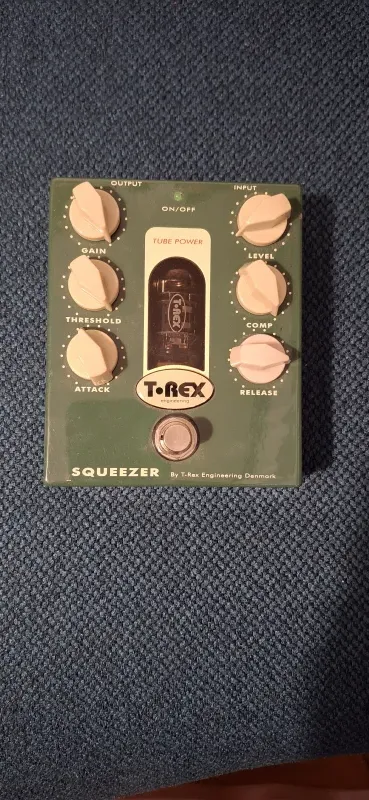 OUTPUT
INPUT
ON/OFF
TUBE POWER
GAIN
LEVEL
T-REX
THRESHOLD
COMP
T•REX
engineering
ATTACK
RELEASE
SQUEEZER By T-Rex Engineering Denmark